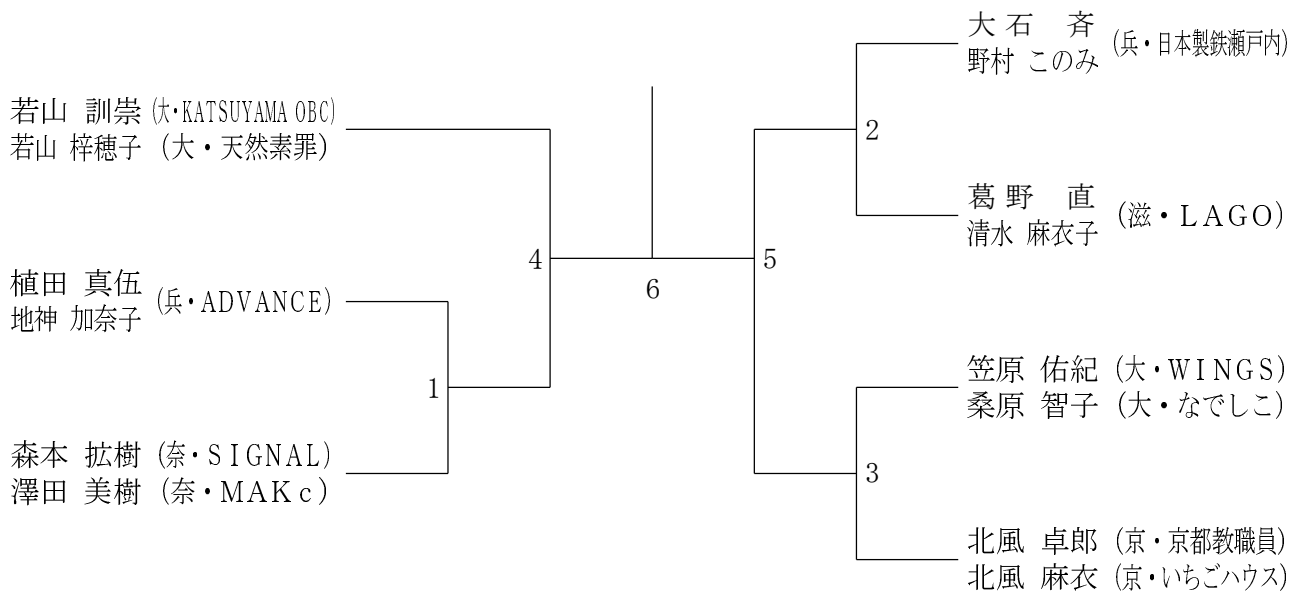 若山 訓崇 (大・KATSUYAMA OBC)
若山 梓穂子 (大・天然素罪)
植田 真伍 (兵・ADVANCE)
地神 加奈子
森本 拡樹 (奈・SIGNAL)
澤田 美樹 (奈・MAKc)
1
4
6
5
2
3
大石 斉 (兵・日本製鉄瀬戸内)
野村 このみ
葛野 直 (滋・LAGO)
清水 麻衣子
笠原 佑紀 (大・WINGS)
桑原 智子 (大・なでしこ)
北風 卓郎 (京・京都教職員)
北風 麻衣 (京・いちごハウス)